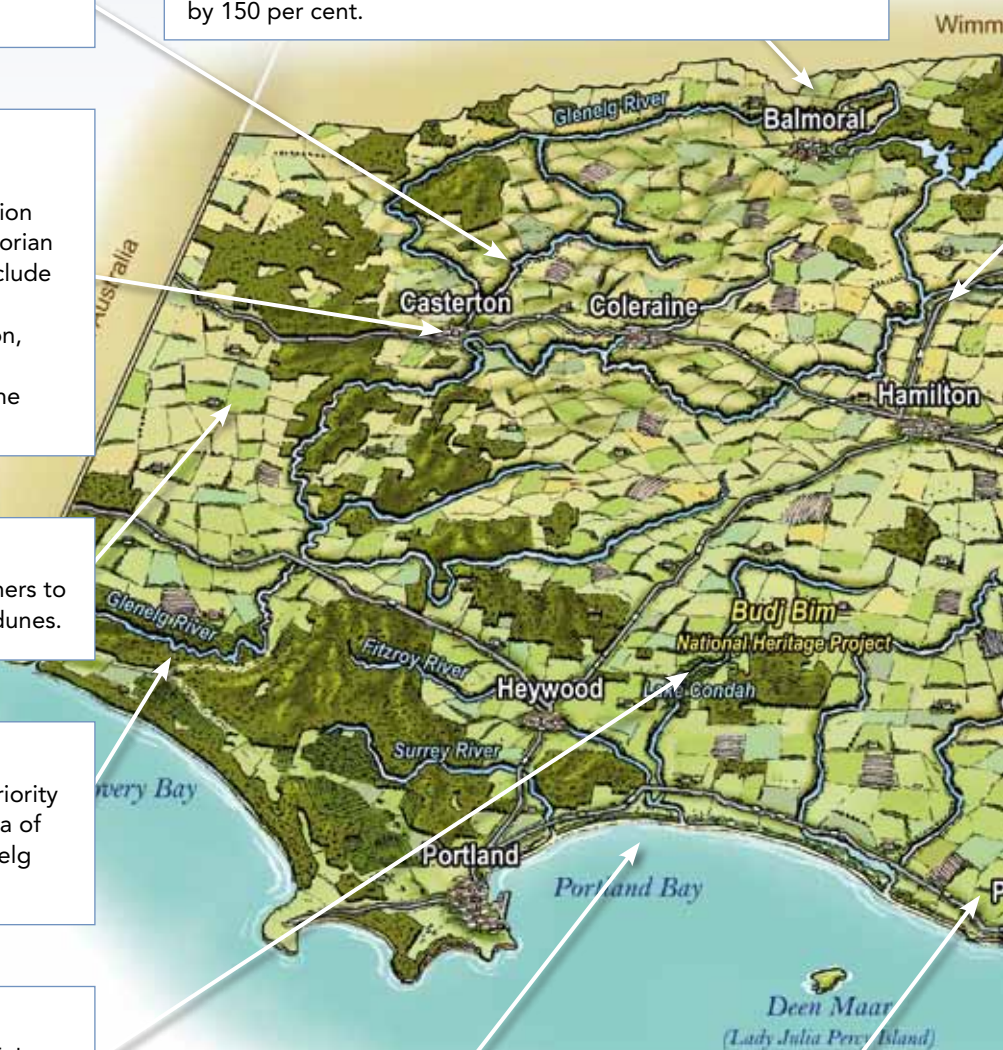 by 150 per cent.
Wimm
Glenelg River
Balmoral
ion
orian
clude
on,
ne
Australia
Casterton
Coleraine
Hamilton
ners to
dunes.
Glenelg River
Budj Bim
National Heritage Project
Fitzroy River
Heywood
Lake Condah
Surrey River
riority
a of
elg
very Bay
Portland
Portland Bay
P
Deen Maar
(Lady Julia Percy Island)